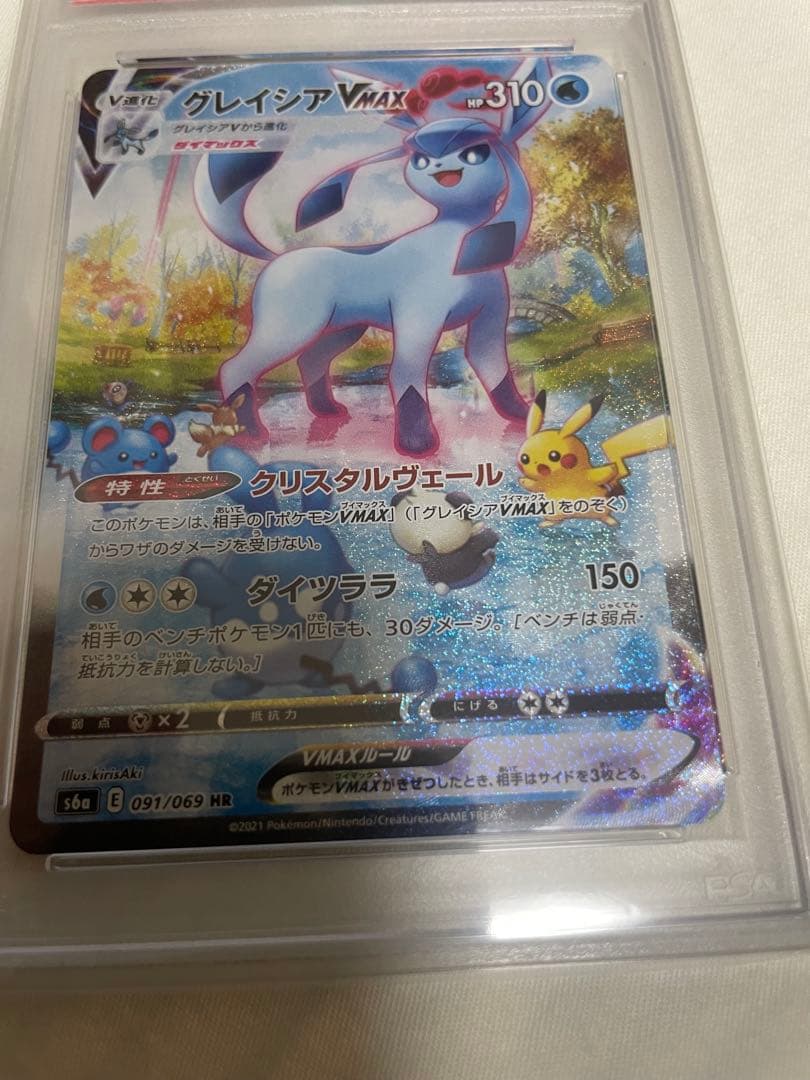 V進化 グレイシアVMAX HP310
グレイシアVから進化
ダイマックス
特性 とくせい クリスタルヴェール
このポケモンは、相手の「ポケモンVMAX」(「グレイシアVMAX」をのぞく)
からワザのダメージを受けない。
ダイツララ 150
相手のベンチポケモン1匹にも、30ダメージ。[ベンチは弱点・
抵抗力を計算しない。]
弱点 ×2 抵抗力 にげる
VMAXルール
ポケモンVMAXがきぜつしたとき、相手はサイドを3枚とる。
Illus.kirisAki
s6a E 091/069 HR
©2021 Pokémon/Nintendo/Creatures/GAME FREAK
PSA